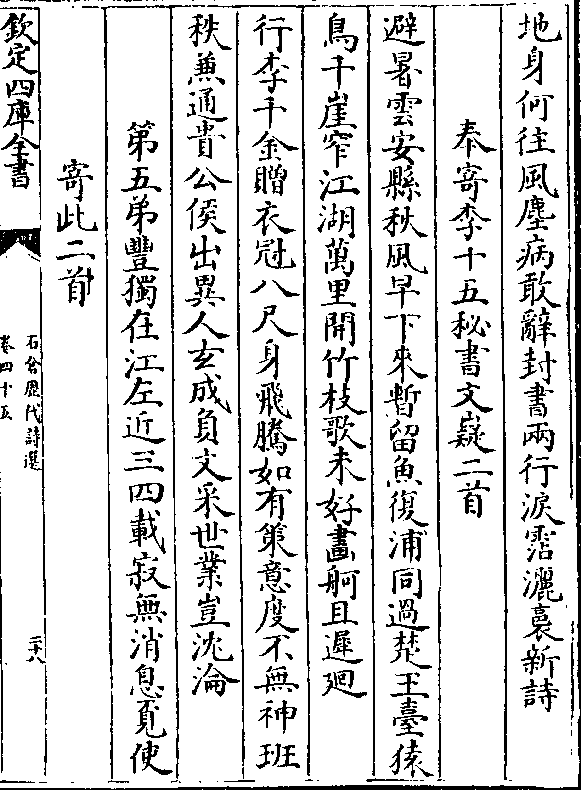 地身何往風塵病敢辭封書兩行淚霑灑裛新詩
奉寄李十五秘書文嶷二首
避暑雲安縣秋風早下來暫留魚復浦同過楚王臺猿
鳥千崖窄江湖萬里開竹枝歌未好畫舸且遲廻
行李千金贈衣冠八尺身飛騰如有策意度不無神班
秩兼通貴公侯出異人玄成負文采世業豈沈淪
第五弟豐獨在江左近三四載寂無消息覓使
寄此二首
欽定四庫全書
石倉歷代詩選
卷四十五
二十八